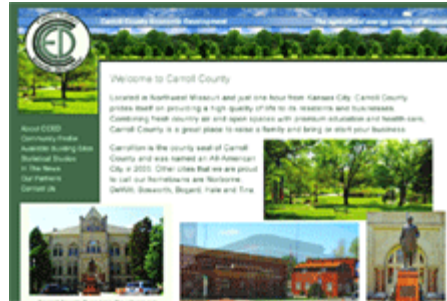 Carroll County Economic Development
The agricultural energy county of
CCED
Welcome to Carroll County
Located in Northwest Missouri and just one hour from Kansas City, Carroll County
prides itself on providing a high quality of life to its residents and businesses.
Combining fresh country air and open spaces with premium education and health care,
Carroll County is a great place to raise a family and bring or start your business.
About CCED
Community Profile
Available Building Sites
Statistical Studies
In The News
Our Partners
Contact Us
Carrollton is the county seat of Carroll
County and was named an All-American
City in 2005. Other cities that we are proud
to call our hometowns are Norborne,
DeWitt, Bosworth, Bogard, Hale and Tina.